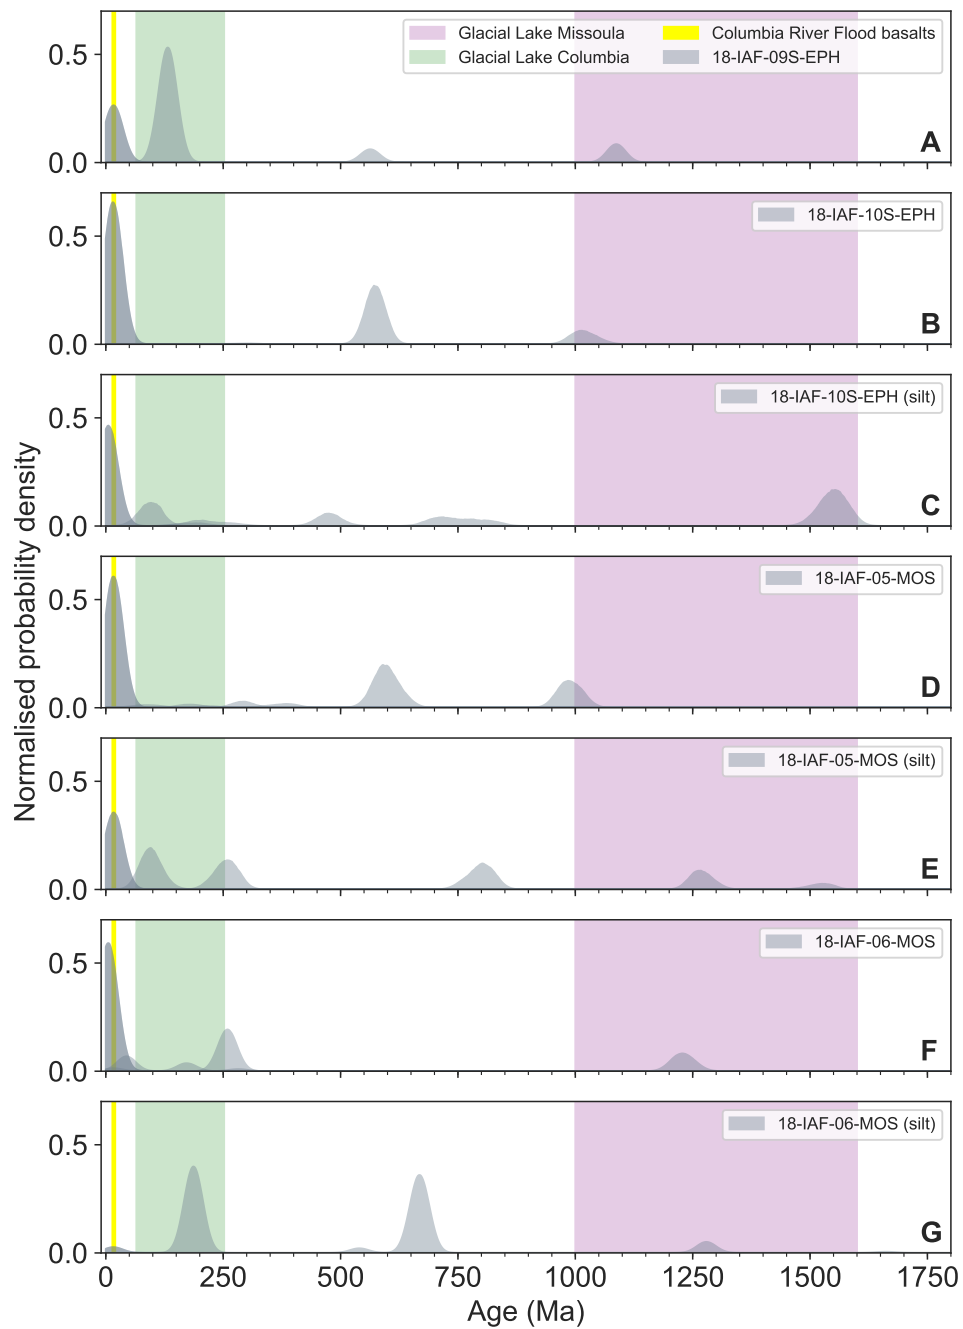 Normalised probability density
0.5
0.0
Glacial Lake Missoula
Glacial Lake Columbia
Columbia River Flood basalts
18-IAF-09S-EPH
A
0.5
0.0
18-IAF-10S-EPH
B
0.5
0.0
18-IAF-10S-EPH (silt)
C
0.5
0.0
18-IAF-05-MOS
D
0.5
0.0
18-IAF-05-MOS (silt)
E
0.5
0.0
18-IAF-06-MOS
F
0.5
0.0
18-IAF-06-MOS (silt)
G
0 250 500 750 1000 1250 1500 1750
Age (Ma)